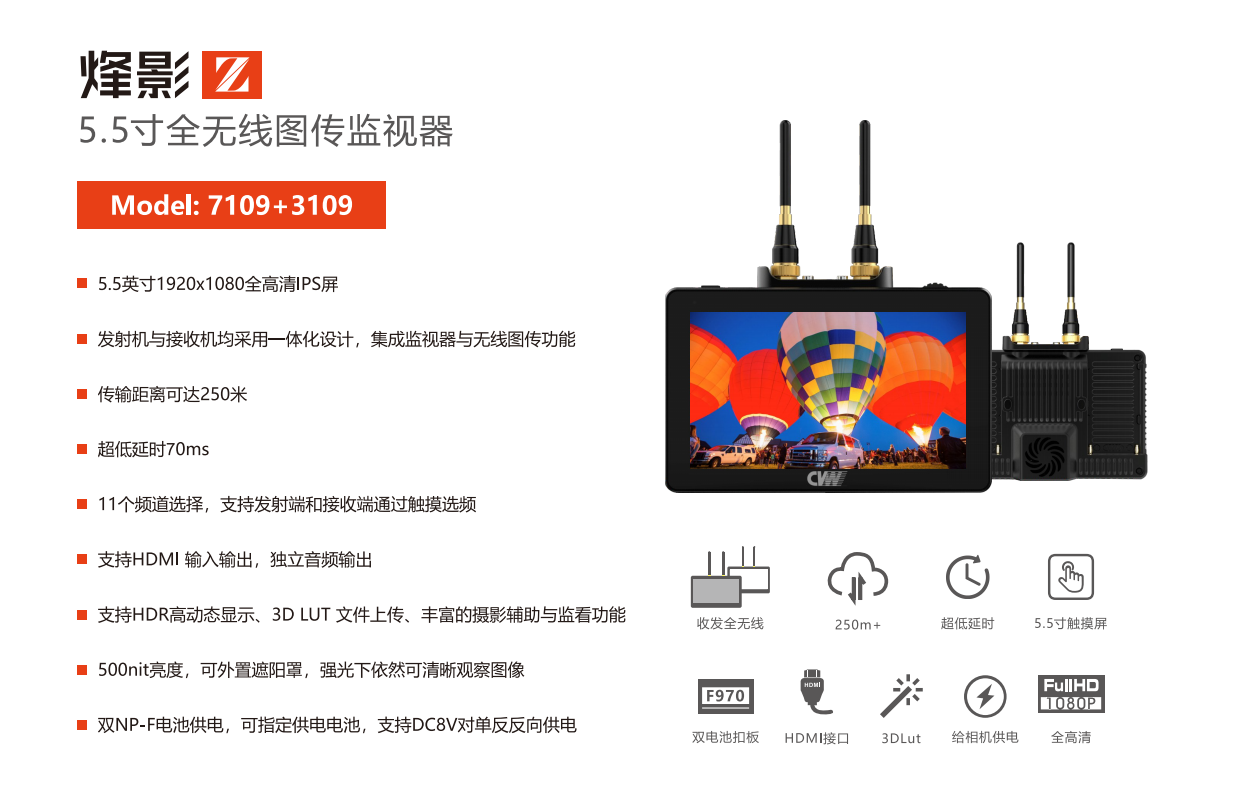 烽影 Z
5.5寸全无线图传监视器
Model: 7109+3109
5.5英寸1920x1080全高清IPS屏
发射机与接收机均采用一体化设计，集成监视器与无线图传功能
传输距离可达250米
超低延时70ms
11个频道选择，支持发射端和接收端通过触摸选频
支持HDMI 输入输出，独立音频输出
支持HDR高动态显示、3D LUT 文件上传、丰富的摄影辅助与监看功能
500nit亮度，可外置遮阳罩，强光下依然可清晰观察图像
双NP-F电池供电，可指定供电电池，支持DC8V对单反反向供电
CVW
收发全无线
250m+
超低延时
5.5寸触摸屏
F970
HDMI
FullHD
1080P
双电池扣板
HDMI接口
3DLut
给相机供电
全高清